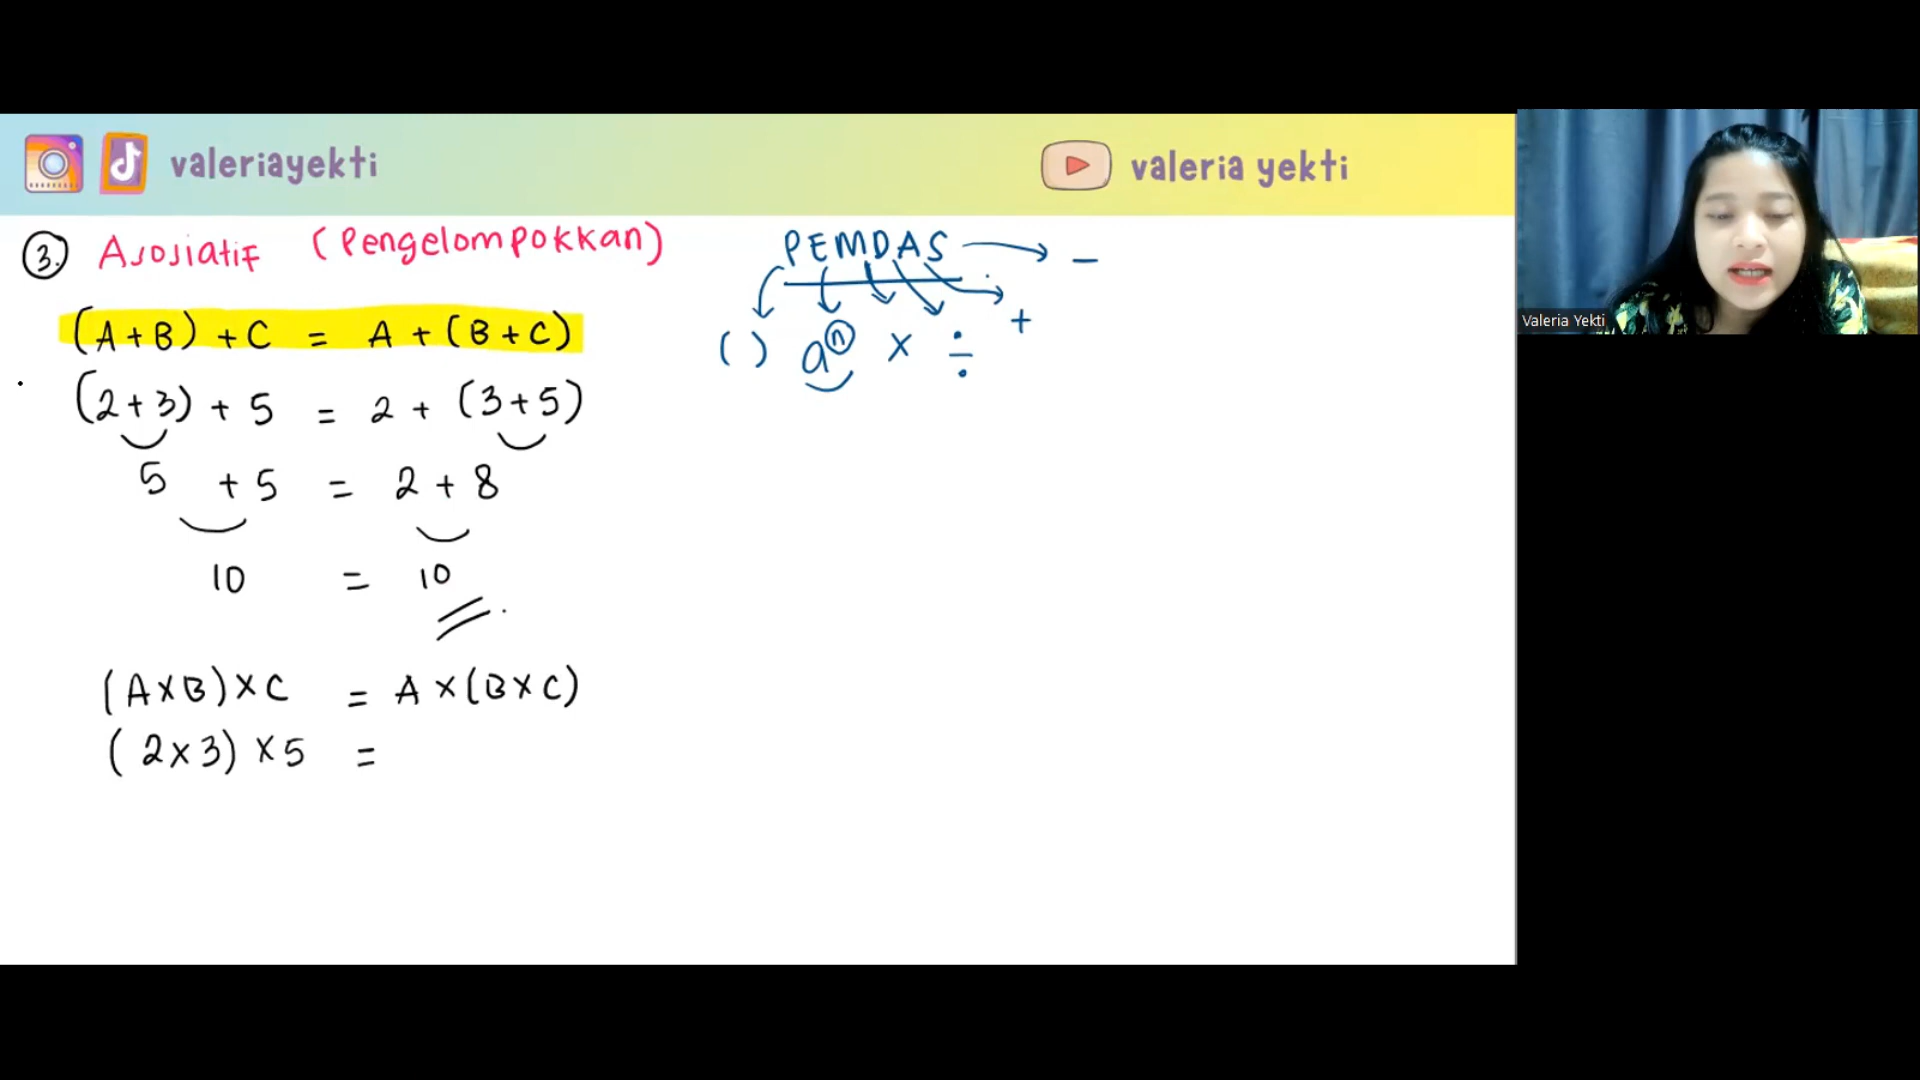 valeriayekti
valeria yekti
Valeria Yekti
3. Asosiatif (Pengelompokkan)
(A+B) + C = A + (B+C)
(2+3) + 5 = 2 + (3+5)
5 + 5 = 2 + 8
10 = 10
(A×B)×C = A×(B×C)
(2×3)×5 =
PEMDAS → −
( ) aⁿ × ÷ +